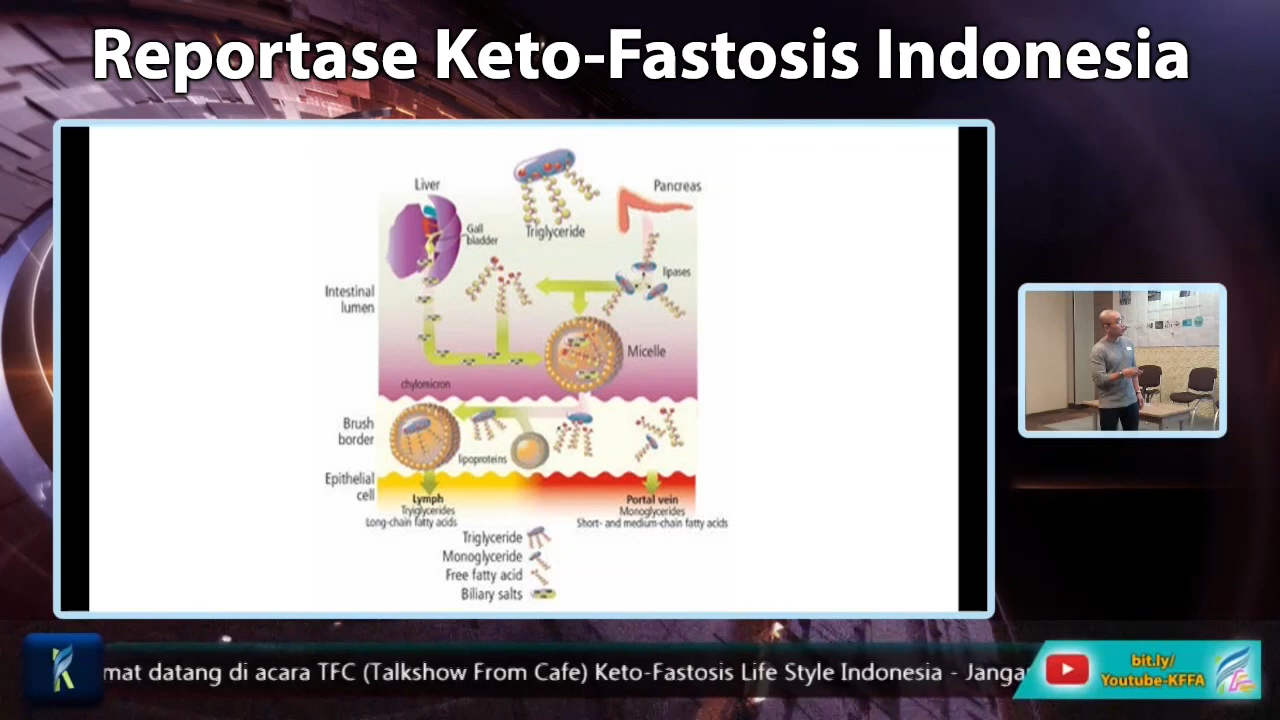 Reportase Keto-Fastosis Indonesia
Liver
Pancreas
Gall
bladder
Triglyceride
lipases
Intestinal
lumen
Micelle
chylomicron
Brush
border
lipoproteins
Epithelial
cell
Lymph
Tryiglycerides
Long-chain fatty acids
Portal vein
Monoglycerides
Short- and medium-chain fatty acids
Triglyceride
Monoglyceride
Free fatty acid
Biliary salts
mat datang di acara TFC (Talkshow From Cafe) Keto-Fastosis Life Style Indonesia - Jangan
bit.ly/
Youtube-KFFA